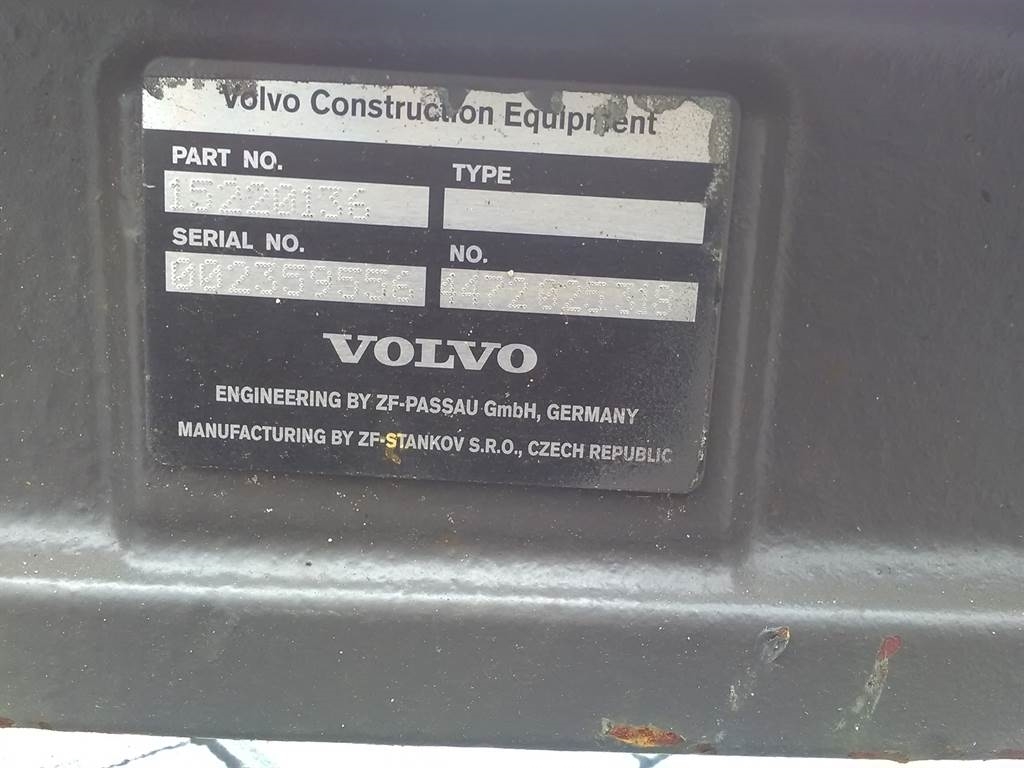 Volvo Construction Equipment
PART NO. TYPE
15220136
SERIAL NO. NO.
002359556
VOLVO
ENGINEERING BY ZF-PASSAU GmbH, GERMANY
MANUFACTURING BY ZF-STANKOV S.R.O., CZECH REPUBLIC